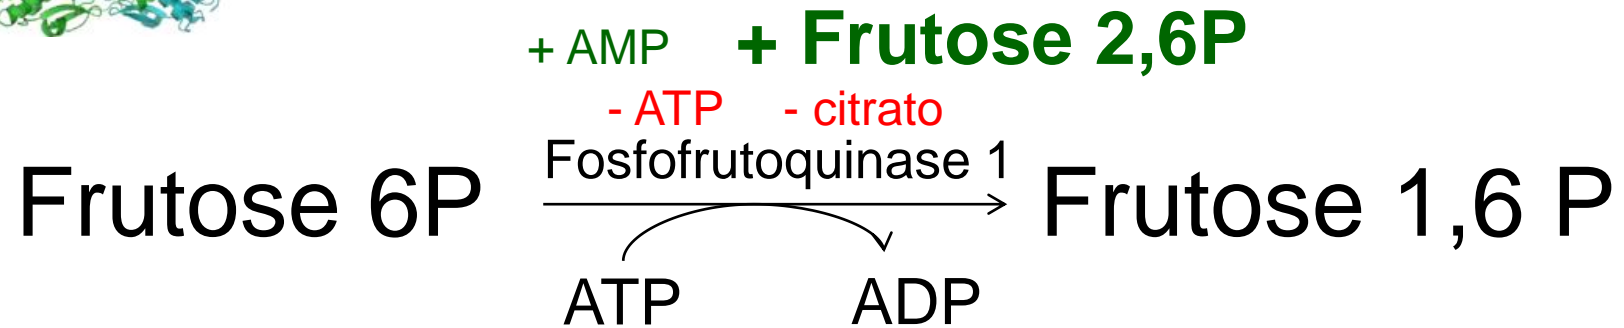 + AMP + Frutose 2,6P
- ATP - citrato
Fosfofrutoquinase 1
Frutose 6P Frutose 1,6 P
ATP ADP